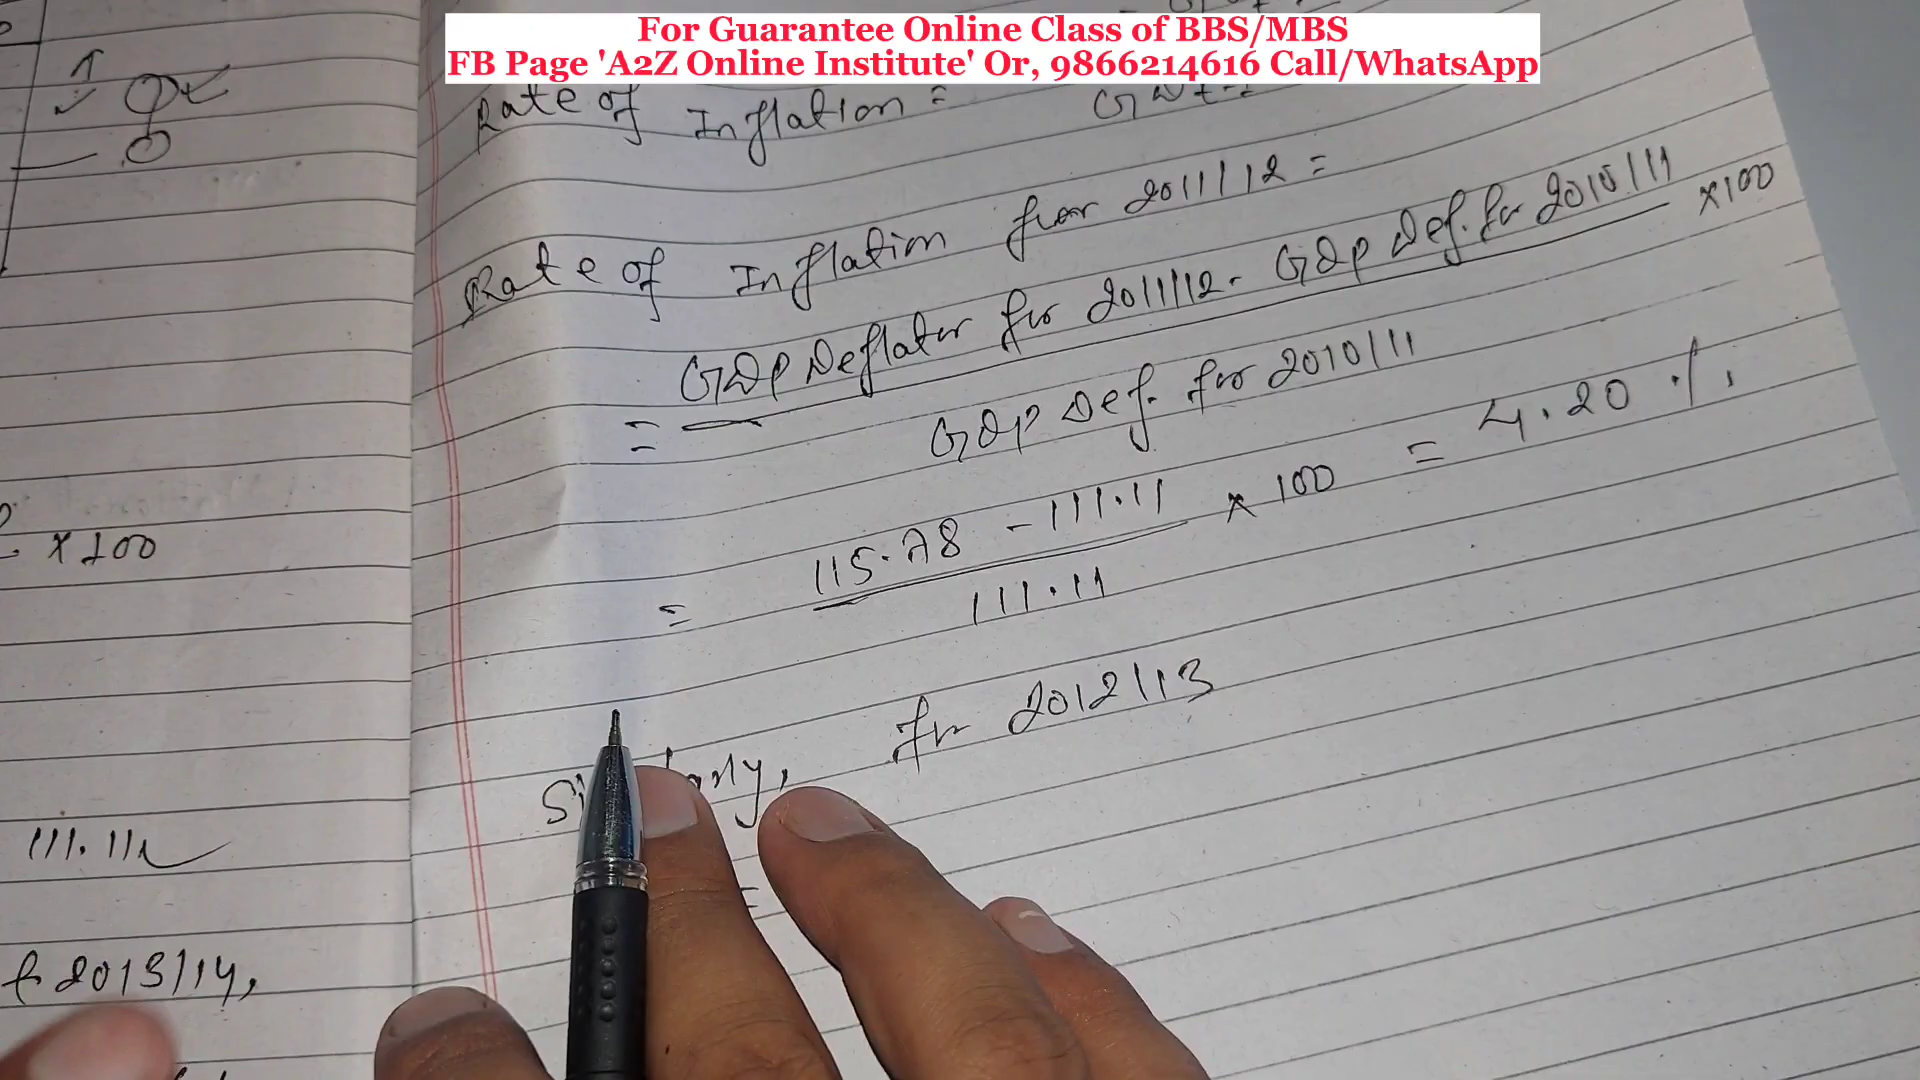 For Guarantee Online Class of BBS/MBS
FB Page 'A2Z Online Institute' Or, 9866214616 Call/WhatsApp
Rate of Inflation =
Rate of Inflation for 2011/12 =
= GDP Deflator for 2011/12 - GDP Def. for 2010/11 × 100
GDP Def. for 2010/11
= 115.78 - 111.11 × 100 = 4.20 %
111.11
for 2012/13
=
× 100
111.11
f 2013/14,